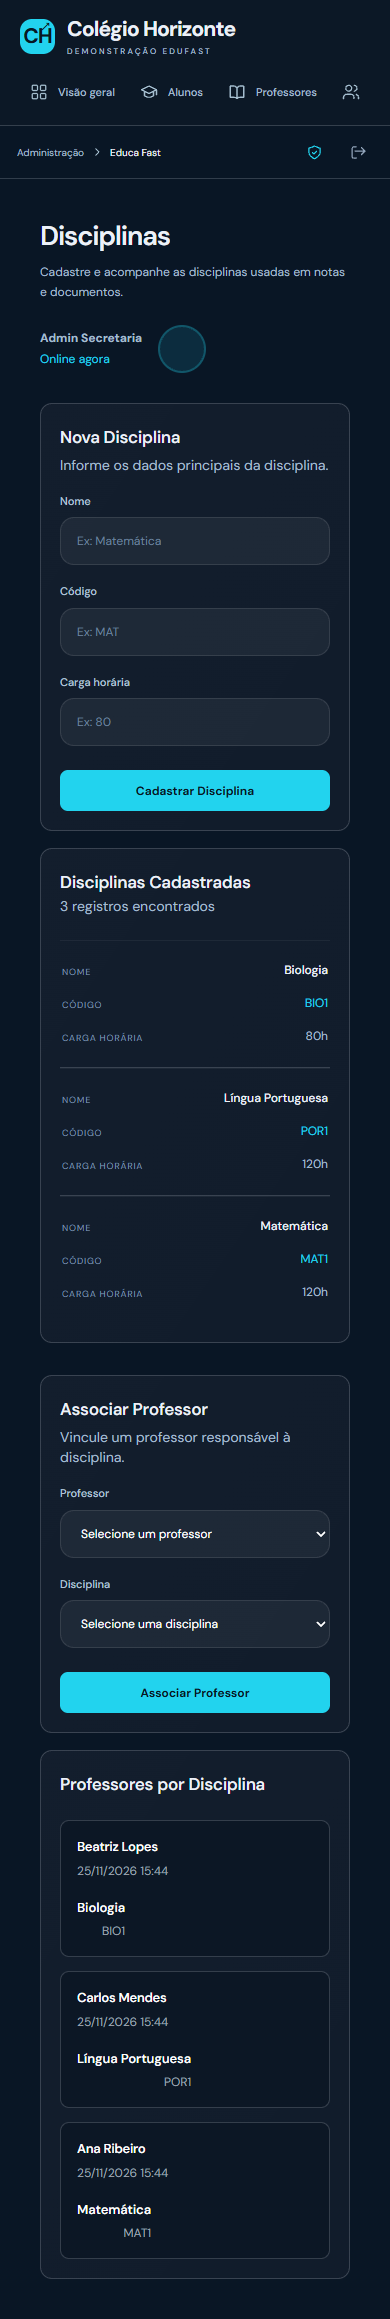 CH
Colégio Horizonte
DEMONSTRAÇÃO EDUFAST
Visão geral
Alunos
Professores
Administração
Educa Fast
Disciplinas
Cadastre e acompanhe as disciplinas usadas em notas
e documentos.
Admin Secretaria
Online agora
Nova Disciplina
Informe os dados principais da disciplina.
Nome
Ex: Matemática
Código
Ex: MAT
Carga horária
Ex: 80
Cadastrar Disciplina
Disciplinas Cadastradas
3 registros encontrados
NOME Biologia
CÓDIGO BIO1
CARGA HORÁRIA 80h
NOME Língua Portuguesa
CÓDIGO POR1
CARGA HORÁRIA 120h
NOME Matemática
CÓDIGO MAT1
CARGA HORÁRIA 120h
Associar Professor
Vincule um professor responsável à
disciplina.
Professor
Selecione um professor
Disciplina
Selecione uma disciplina
Associar Professor
Professores por Disciplina
Beatriz Lopes
25/11/2026 15:44
Biologia
BIO1
Carlos Mendes
25/11/2026 15:44
Língua Portuguesa
POR1
Ana Ribeiro
25/11/2026 15:44
Matemática
MAT1